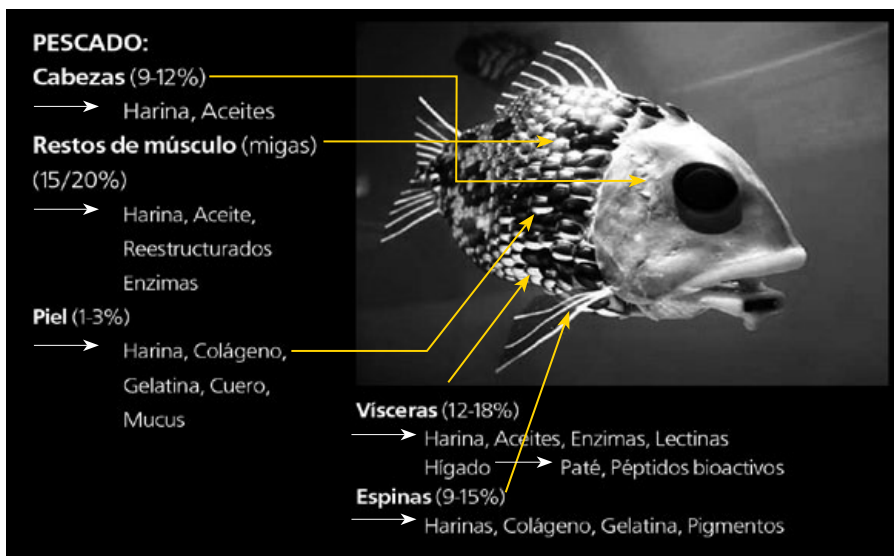 PESCADO:
Cabezas (9-12%)
Harina, Aceites
Restos de músculo (migas)
(15/20%)
Harina, Aceite,
Reestructurados
Enzimas
Piel (1-3%)
Harina, Colágeno,
Gelatina, Cuero,
Mucus
Vísceras (12-18%)
Harina, Aceites, Enzimas, Lectinas
Hígado Paté, Péptidos bioactivos
Espinas (9-15%)
Harinas, Colágeno, Gelatina, Pigmentos